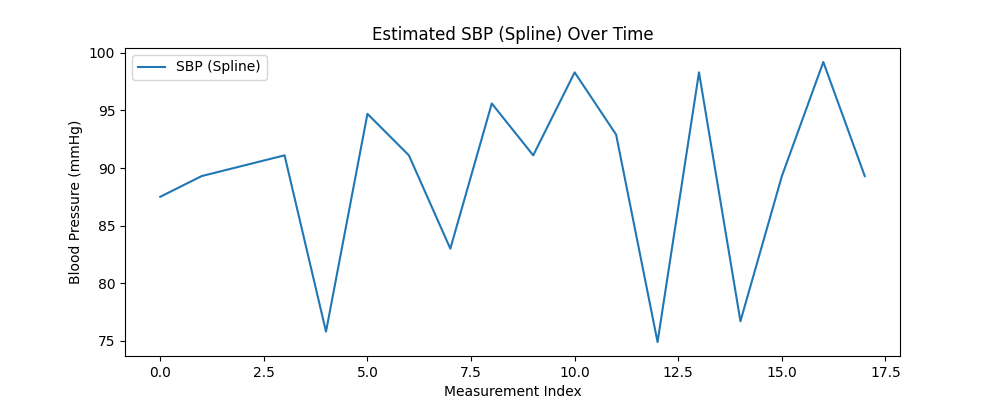 Estimated SBP (Spline) Over Time
SBP (Spline)
Blood Pressure (mmHg)
100
95
90
85
80
75
0.0 2.5 5.0 7.5 10.0 12.5 15.0 17.5
Measurement Index